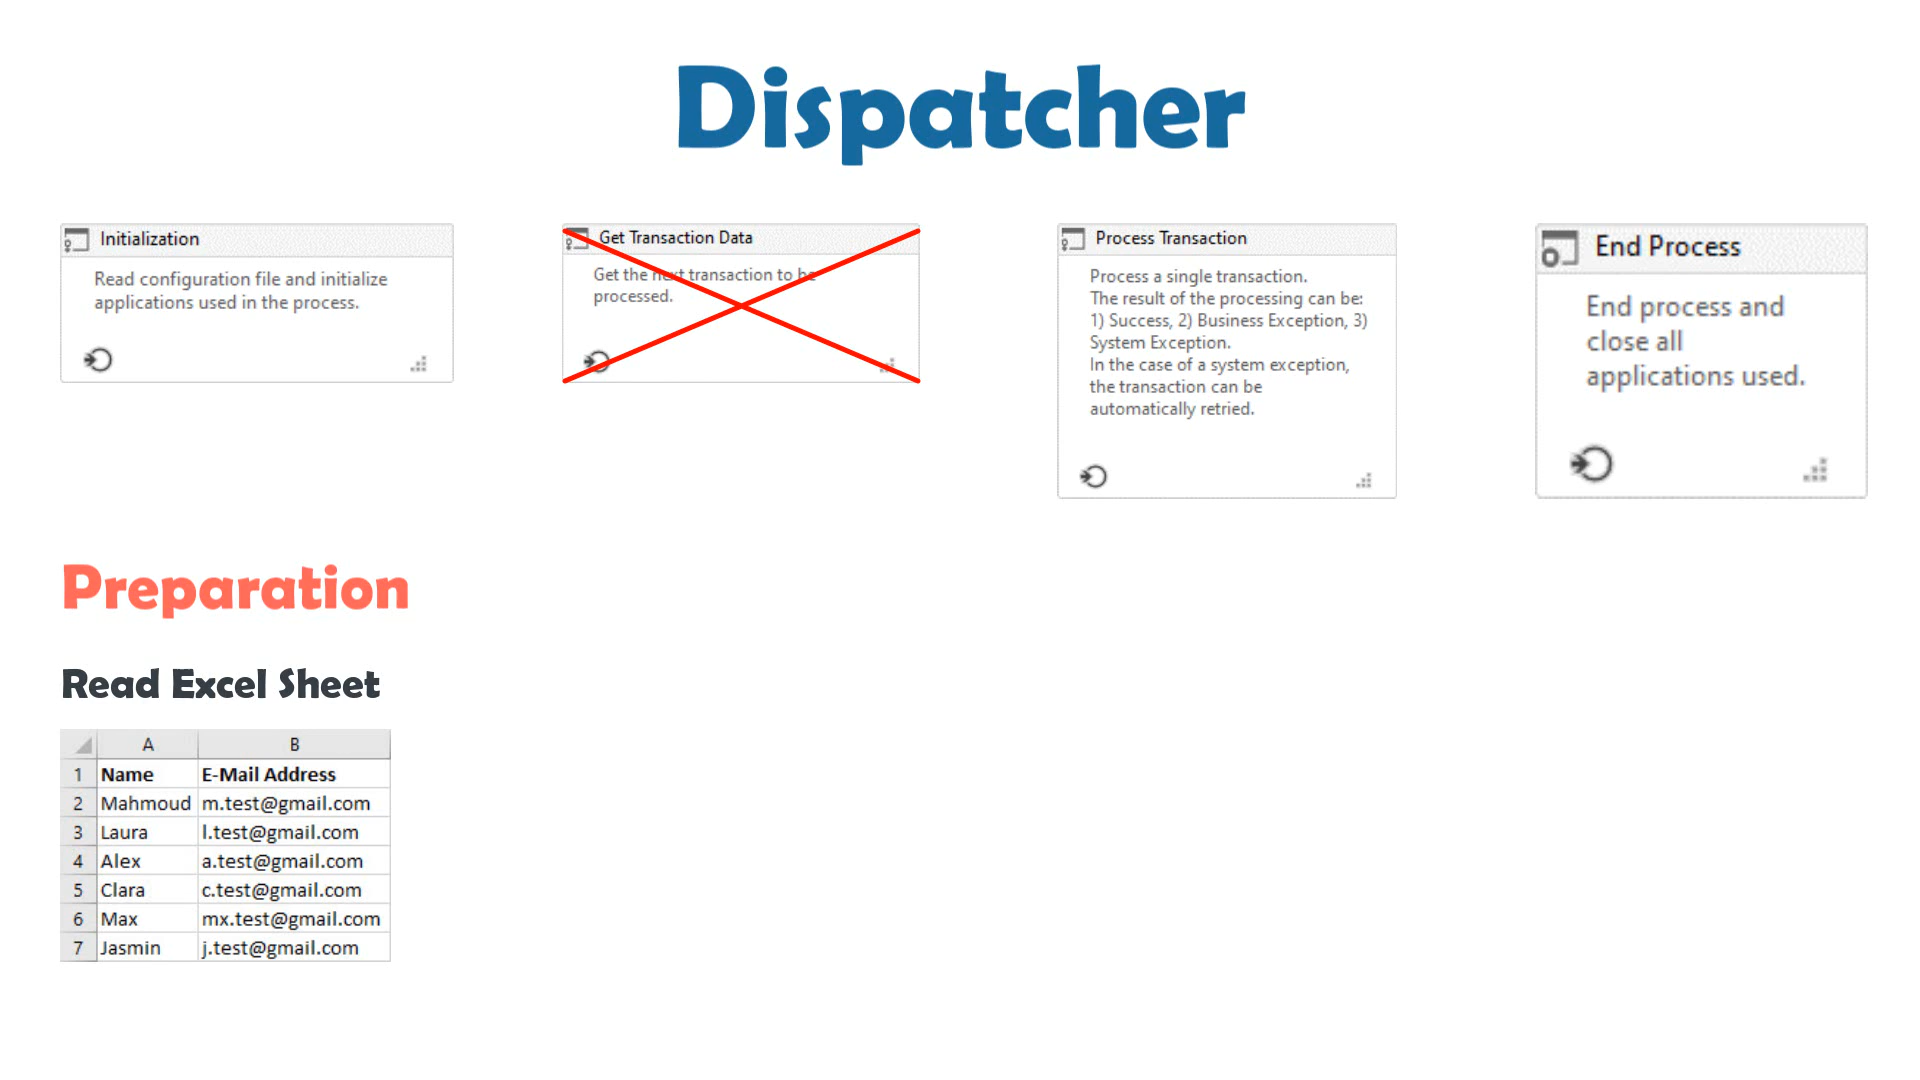 Dispatcher
Initialization
Read configuration file and initialize
applications used in the process.
Get Transaction Data
Get the next transaction to be
processed.
Process Transaction
Process a single transaction.
The result of the processing can be:
1) Success, 2) Business Exception, 3)
System Exception.
In the case of a system exception,
the transaction can be
automatically retried.
End Process
End process and
close all
applications used.
Preparation
Read Excel Sheet
A B
1 Name E-Mail Address
2 Mahmoud m.test@gmail.com
3 Laura l.test@gmail.com
4 Alex a.test@gmail.com
5 Clara c.test@gmail.com
6 Max mx.test@gmail.com
7 Jasmin j.test@gmail.com